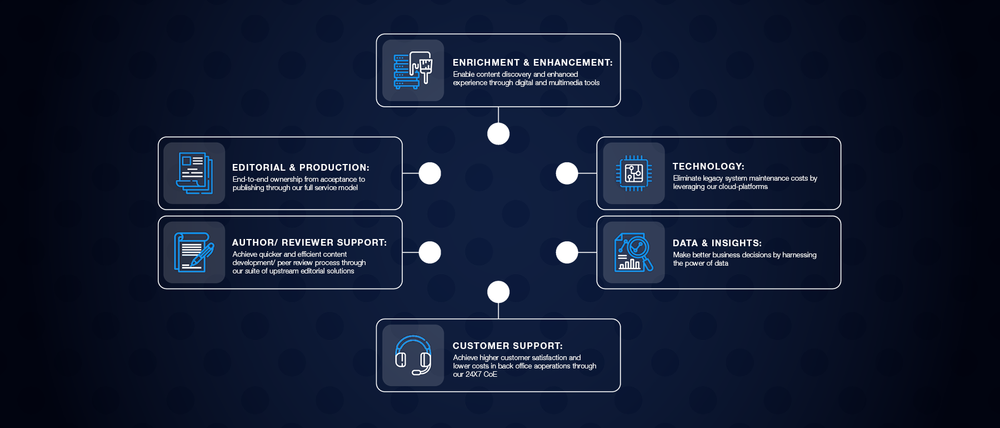 ENRICHMENT & ENHANCEMENT:
Enable content discovery and enhanced
experience through digital and multimedia tools
EDITORIAL & PRODUCTION:
End-to-end ownership from acceptance to
publishing through our full service model
TECHNOLOGY:
Eliminate legacy system maintenance costs by
leveraging our cloud-platforms
AUTHOR/ REVIEWER SUPPORT:
Achieve quicker and efficient content
development/ peer review process through
our suite of upstream editorial solutions
DATA & INSIGHTS:
Make better business decisions by harnessing
the power of data
CUSTOMER SUPPORT:
Achieve higher customer satisfaction and
lower costs in back office aoperations through
our 24X7 CoE